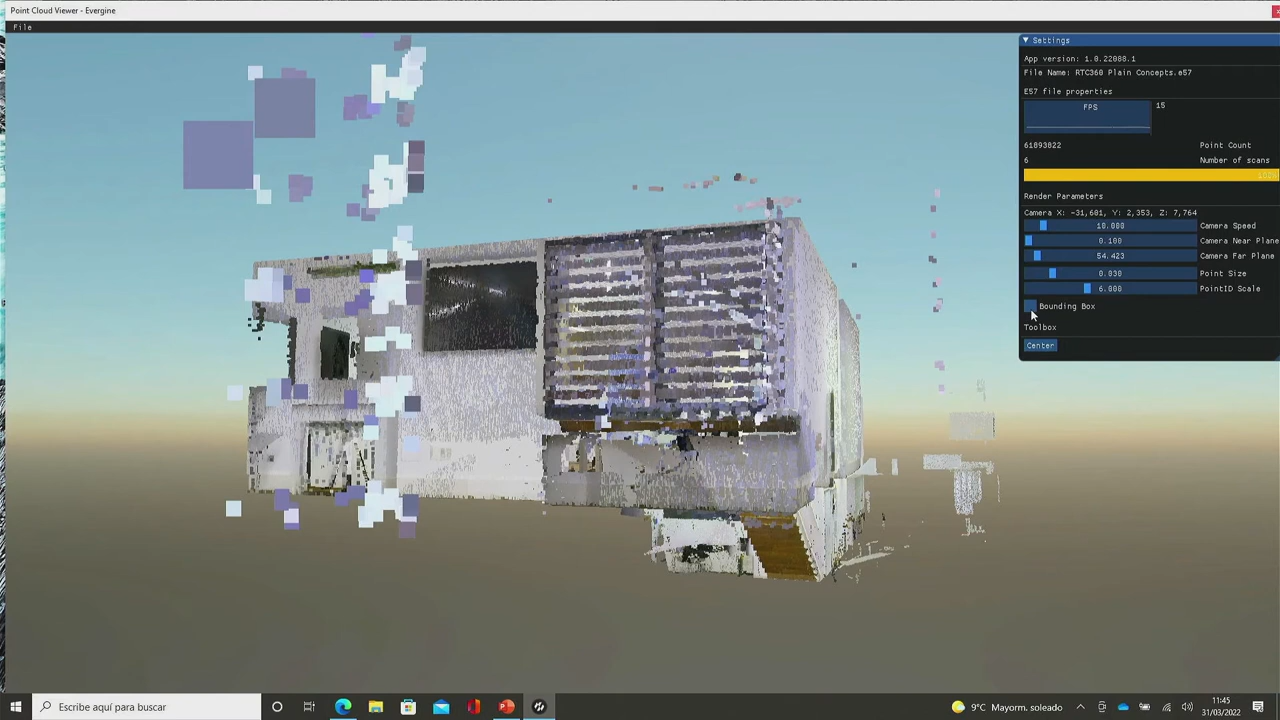 Point Cloud Viewer - Evergine
File
Settings
App version: 1.0.22088.1
File Name: RTC360 Plain Concepts.e57
E57 file properties
FPS 15
61893822 Point Count
6 Number of scans
100%
Render Parameters
Camera X: -31,601, Y: 2,353, Z: 7,764
10.000 Camera Speed
0.100 Camera Near Plane
54.423 Camera Far Plane
0.030 Point Size
6.000 PointID Scale
Bounding Box
Toolbox
Center
Escribe aquí para buscar
9°C Mayorm. soleado
11:45
31/03/2022